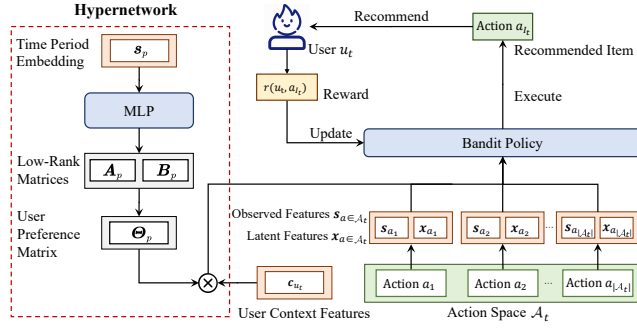 Hypernetwork
Time Period
Embedding
s_p
MLP
Low-Rank
Matrices
A_p B_p
User
Preference
Matrix
Θ_p
c_{u_t}
User Context Features
Recommend
Action a_{I_t}
User u_t
Recommended Item
r(u_t, a_{I_t})
Reward
Execute
Update
Bandit Policy
Observed Features s_{a∈𝒜_t}
Latent Features x_{a∈𝒜_t}
s_{a_1} x_{a_1} s_{a_2} x_{a_2} ... s_{a_{|𝒜_t|}} x_{a_{|𝒜_t|}}
Action a_1 Action a_2 ... Action a_{|𝒜_t|}
Action Space 𝒜_t